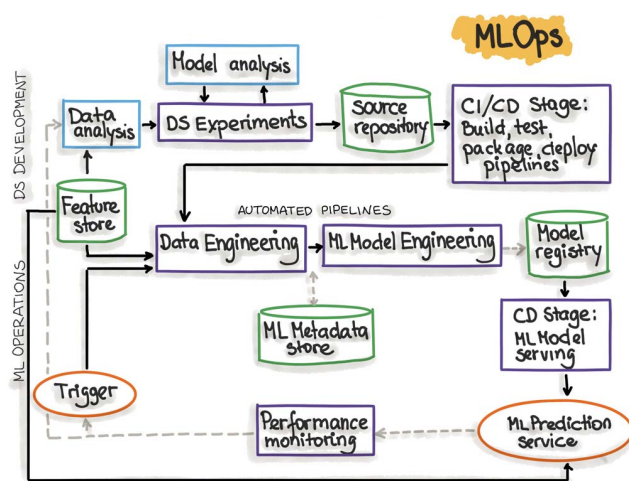 MLOps
Model analysis
DS DEVELOPMENT
Data
analysis
DS Experiments
Source
repository
CI/CD Stage:
Build, test,
package, deploy
pipelines
Feature
store
AUTOMATED PIPELINES
Data Engineering
ML Model Engineering
Model
registry
ML OPERATIONS
ML Metadata
store
CD Stage:
ML Model
serving
Trigger
Performance
monitoring
ML Prediction
service